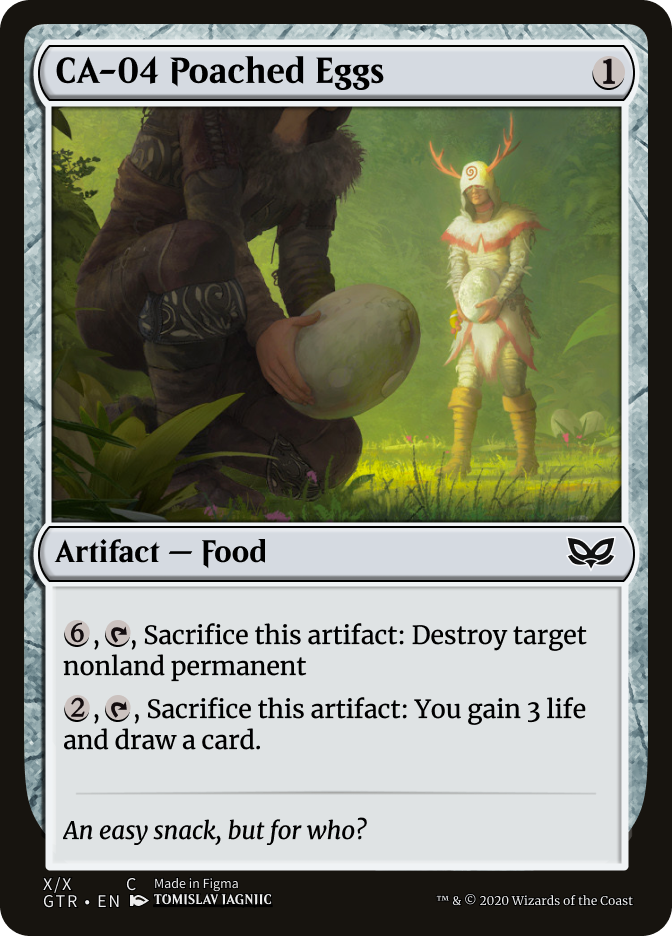 CA-04 Poached Eggs 1
Artifact — Food
6, , Sacrifice this artifact: Destroy target
nonland permanent
2, , Sacrifice this artifact: You gain 3 life
and draw a card.
An easy snack, but for who?
X/X C Made in Figma
GTR • EN TOMISLAV JAGNJIC ™ & © 2020 Wizards of the Coast